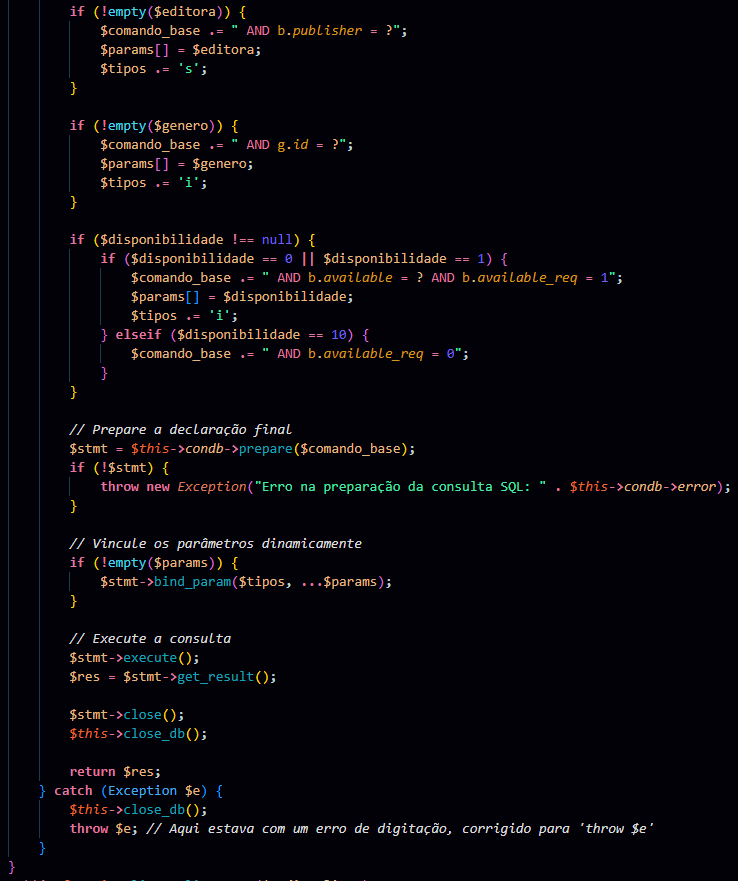 if (!empty($editora)) {
$comando_base .= " AND b.publisher = ?";
$params[] = $editora;
$tipos .= 's';
}
if (!empty($genero)) {
$comando_base .= " AND g.id = ?";
$params[] = $genero;
$tipos .= 'i';
}
if ($disponibilidade !== null) {
if ($disponibilidade == 0 || $disponibilidade == 1) {
$comando_base .= " AND b.available = ? AND b.available_req = 1";
$params[] = $disponibilidade;
$tipos .= 'i';
} elseif ($disponibilidade == 10) {
$comando_base .= " AND b.available_req = 0";
}
}
// Prepare a declaração final
$stmt = $this->condb->prepare($comando_base);
if (!$stmt) {
throw new Exception("Erro na preparação da consulta SQL: " . $this->condb->error);
}
// Vincule os parâmetros dinamicamente
if (!empty($params)) {
$stmt->bind_param($tipos, ...$params);
}
// Execute a consulta
$stmt->execute();
$res = $stmt->get_result();
$stmt->close();
$this->close_db();
return $res;
} catch (Exception $e) {
$this->close_db();
throw $e; // Aqui estava com um erro de digitação, corrigido para 'throw $e'
}
}